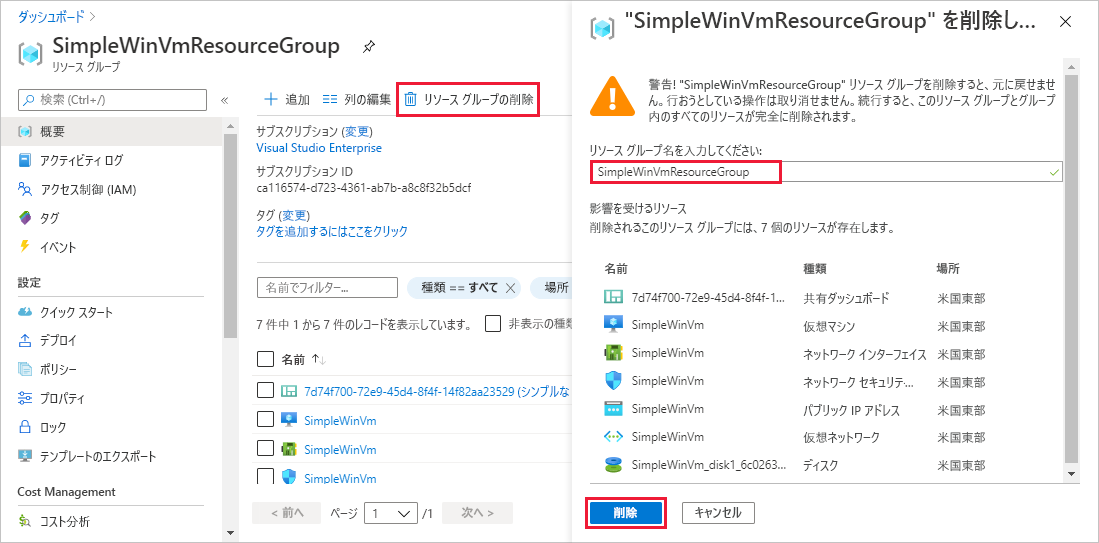 ダッシュボード >
SimpleWinVmResourceGroup
リソース グループ
検索 (Ctrl+/)
«
概要
アクティビティ ログ
アクセス制御 (IAM)
タグ
イベント
設定
クイック スタート
デプロイ
ポリシー
プロパティ
ロック
テンプレートのエクスポート
Cost Management
コスト分析
追加 列の編集 リソース グループの削除
サブスクリプション (変更)
Visual Studio Enterprise
サブスクリプション ID
ca116574-d723-4361-ab7b-a8c8f32b5dcf
タグ (変更)
タグを追加するにはここをクリック
名前でフィルター... 種類 == すべて 場所
7 件中 1 から 7 件のレコードを表示しています。 非表示の種類
名前 ↑↓
7d74f700-72e9-45d4-8f4f-14f82aa23529 (シンプルな
SimpleWinVm
SimpleWinVm
SimpleWinVm
< 前へ ページ 1 /1 次へ >
"SimpleWinVmResourceGroup" を削除し...
警告! "SimpleWinVmResourceGroup" リソース グループを削除すると、元に戻せませ
ん。行おうとしている操作は取り消せません。続行すると、このリソース グループとグループ
内のすべてのリソースが完全に削除されます。
リソース グループ名を入力してください:
SimpleWinVmResourceGroup
影響を受けるリソース
削除されるこのリソース グループには、7 個のリソースが存在します。
名前 種類 場所
7d74f700-72e9-45d4-8f4f-1... 共有ダッシュボード 米国東部
SimpleWinVm 仮想マシン 米国東部
SimpleWinVm ネットワーク インターフェイス 米国東部
SimpleWinVm ネットワーク セキュリテ... 米国東部
SimpleWinVm パブリック IP アドレス 米国東部
SimpleWinVm 仮想ネットワーク 米国東部
SimpleWinVm_disk1_6c0263... ディスク 米国東部
削除 キャンセル